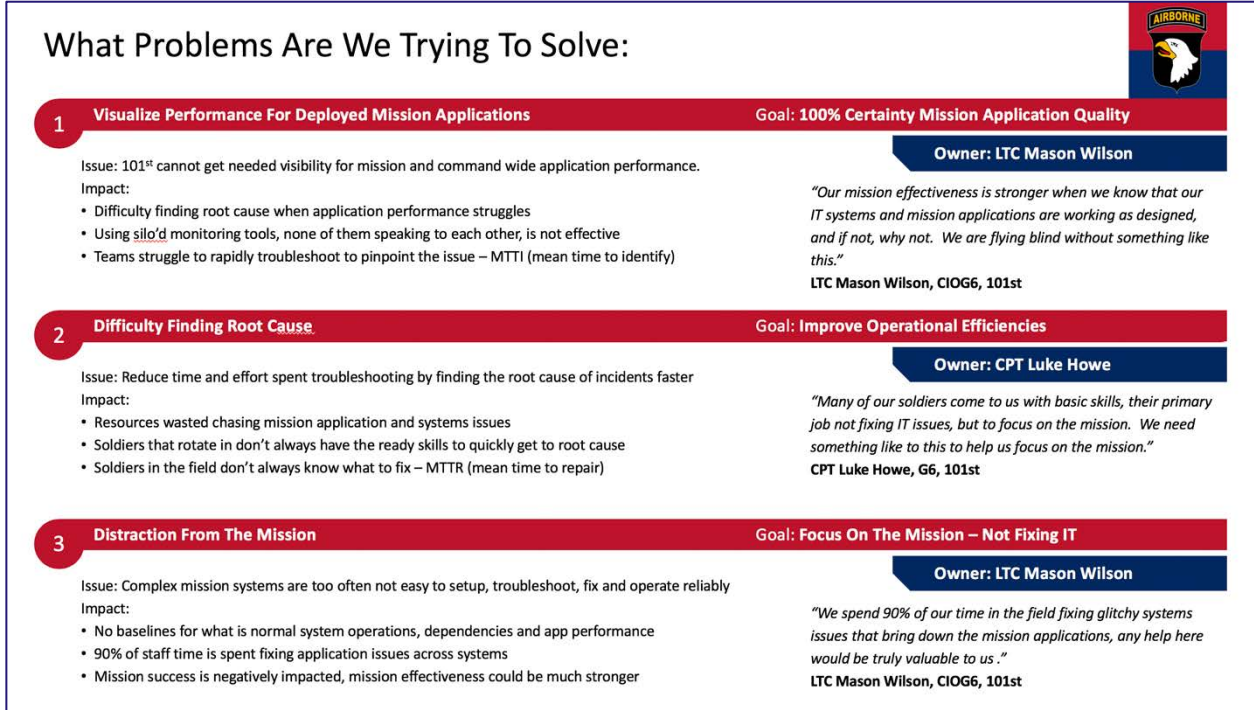 AIRBORNE
What Problems Are We Trying To Solve:
1
Visualize Performance For Deployed Mission Applications
Goal: 100% Certainty Mission Application Quality
Owner: LTC Mason Wilson
Issue: 101st cannot get needed visibility for mission and command wide application performance.
Impact:
• Difficulty finding root cause when application performance struggles
• Using silo'd monitoring tools, none of them speaking to each other, is not effective
• Teams struggle to rapidly troubleshoot to pinpoint the issue – MTTI (mean time to identify)
“Our mission effectiveness is stronger when we know that our
IT systems and mission applications are working as designed,
and if not, why not.  We are flying blind without something like
this.”
LTC Mason Wilson, CIOG6, 101st
2
Difficulty Finding Root Cause
Goal: Improve Operational Efficiencies
Owner: CPT Luke Howe
Issue: Reduce time and effort spent troubleshooting by finding the root cause of incidents faster
Impact:
• Resources wasted chasing mission application and systems issues
• Soldiers that rotate in don't always have the ready skills to quickly get to root cause
• Soldiers in the field don't always know what to fix – MTTR (mean time to repair)
“Many of our soldiers come to us with basic skills, their primary
job not fixing IT issues, but to focus on the mission.  We need
something like to this to help us focus on the mission.”
CPT Luke Howe, G6, 101st
3
Distraction From The Mission
Goal: Focus On The Mission – Not Fixing IT
Owner: LTC Mason Wilson
Issue: Complex mission systems are too often not easy to setup, troubleshoot, fix and operate reliably
Impact:
• No baselines for what is normal system operations, dependencies and app performance
• 90% of staff time is spent fixing application issues across systems
• Mission success is negatively impacted, mission effectiveness could be much stronger
“We spend 90% of our time in the field fixing glitchy systems
issues that bring down the mission applications, any help here
would be truly valuable to us .”
LTC Mason Wilson, CIOG6, 101st